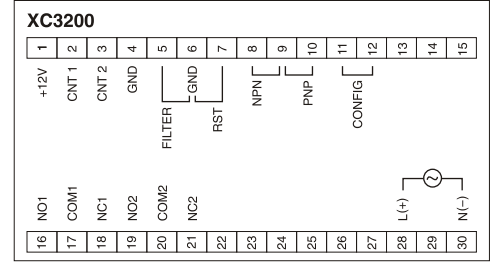 XC3200
1 2 3 4 5 6 7 8 9 10 11 12 13 14 15
+12V CNT 1 CNT 2 GND GND
FILTER RST NPN PNP CONFIG
NO1 COM1 NC1 NO2 COM2 NC2 L(+) N(–)
16 17 18 19 20 21 22 23 24 25 26 27 28 29 30